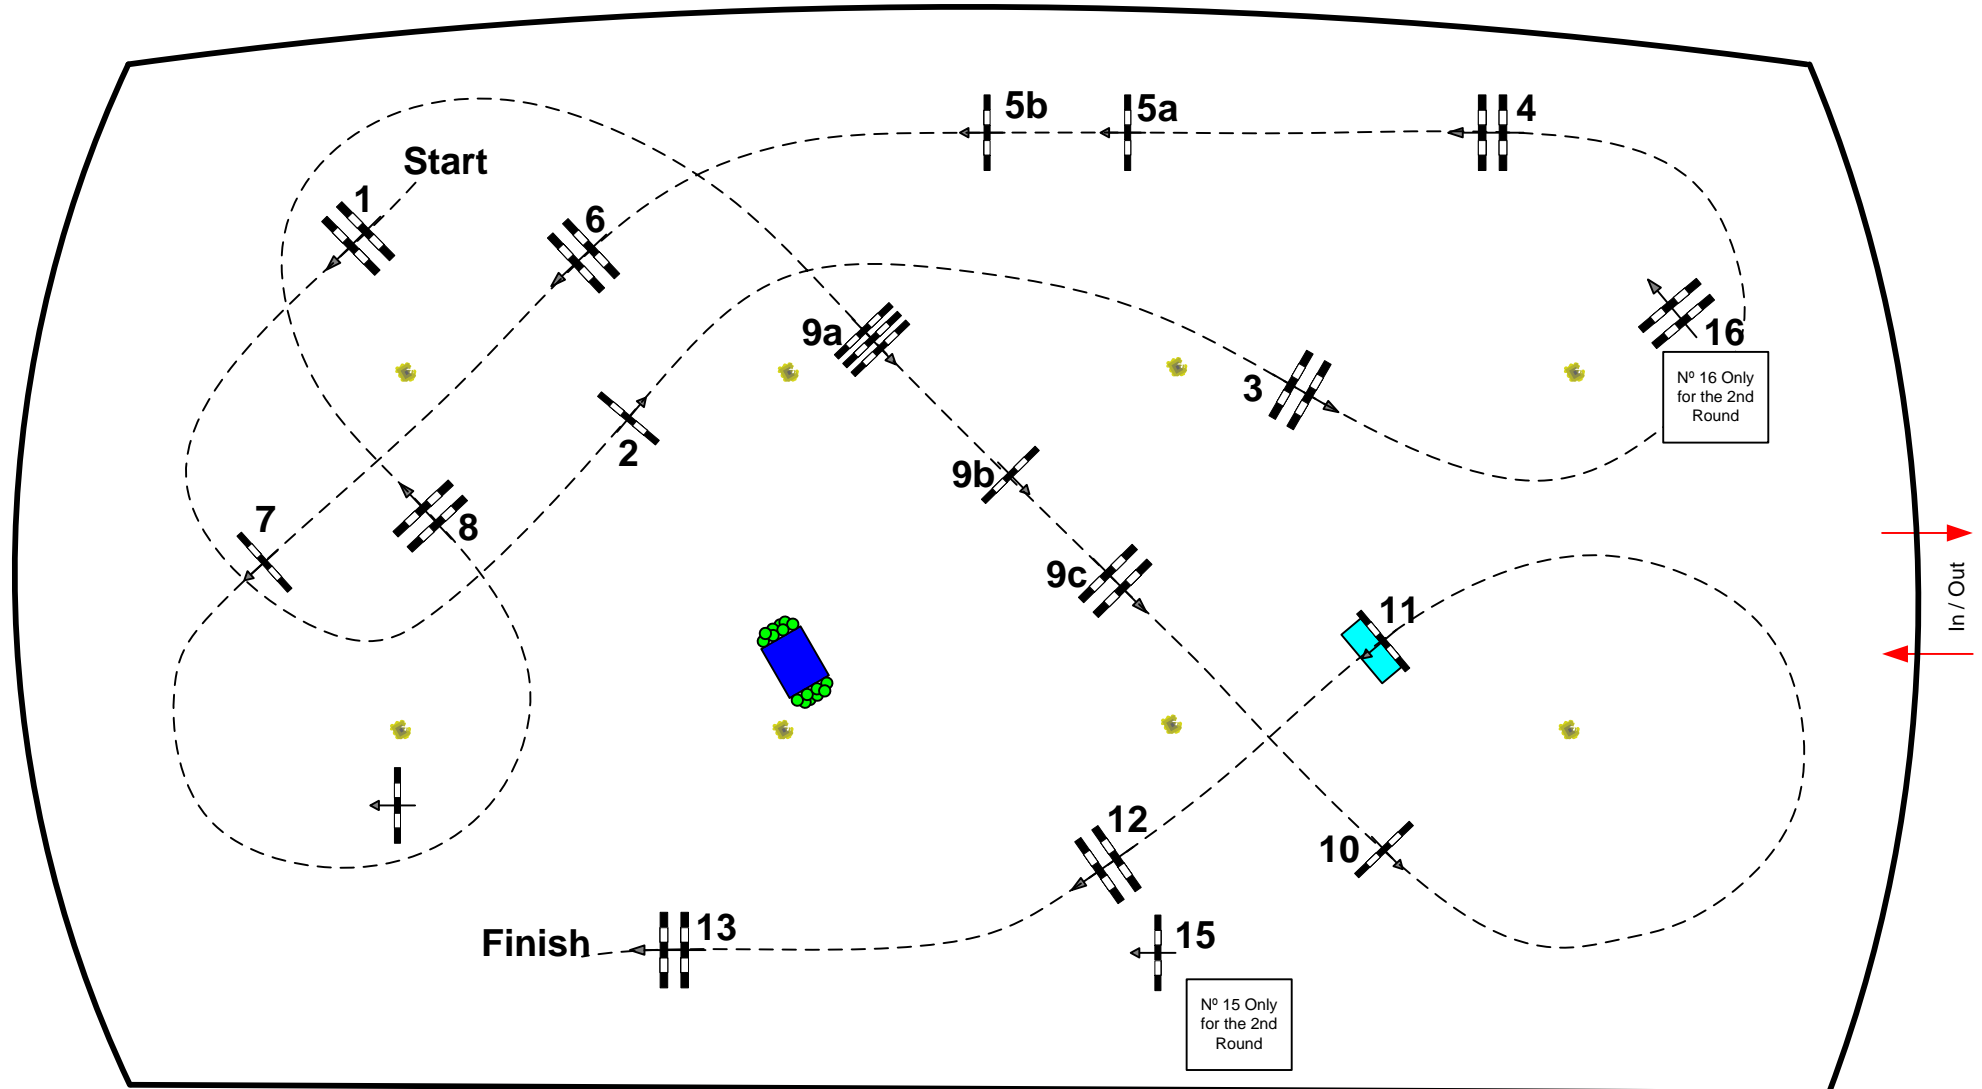 5b
5a
4
Start
1
6
9a
16
3
Nº 16 Only
for the 2nd
Round
2
9b
7
8
9c
In / Out
11
12
10
13
15
Finish
Nº 15 Only
for the 2nd
Round